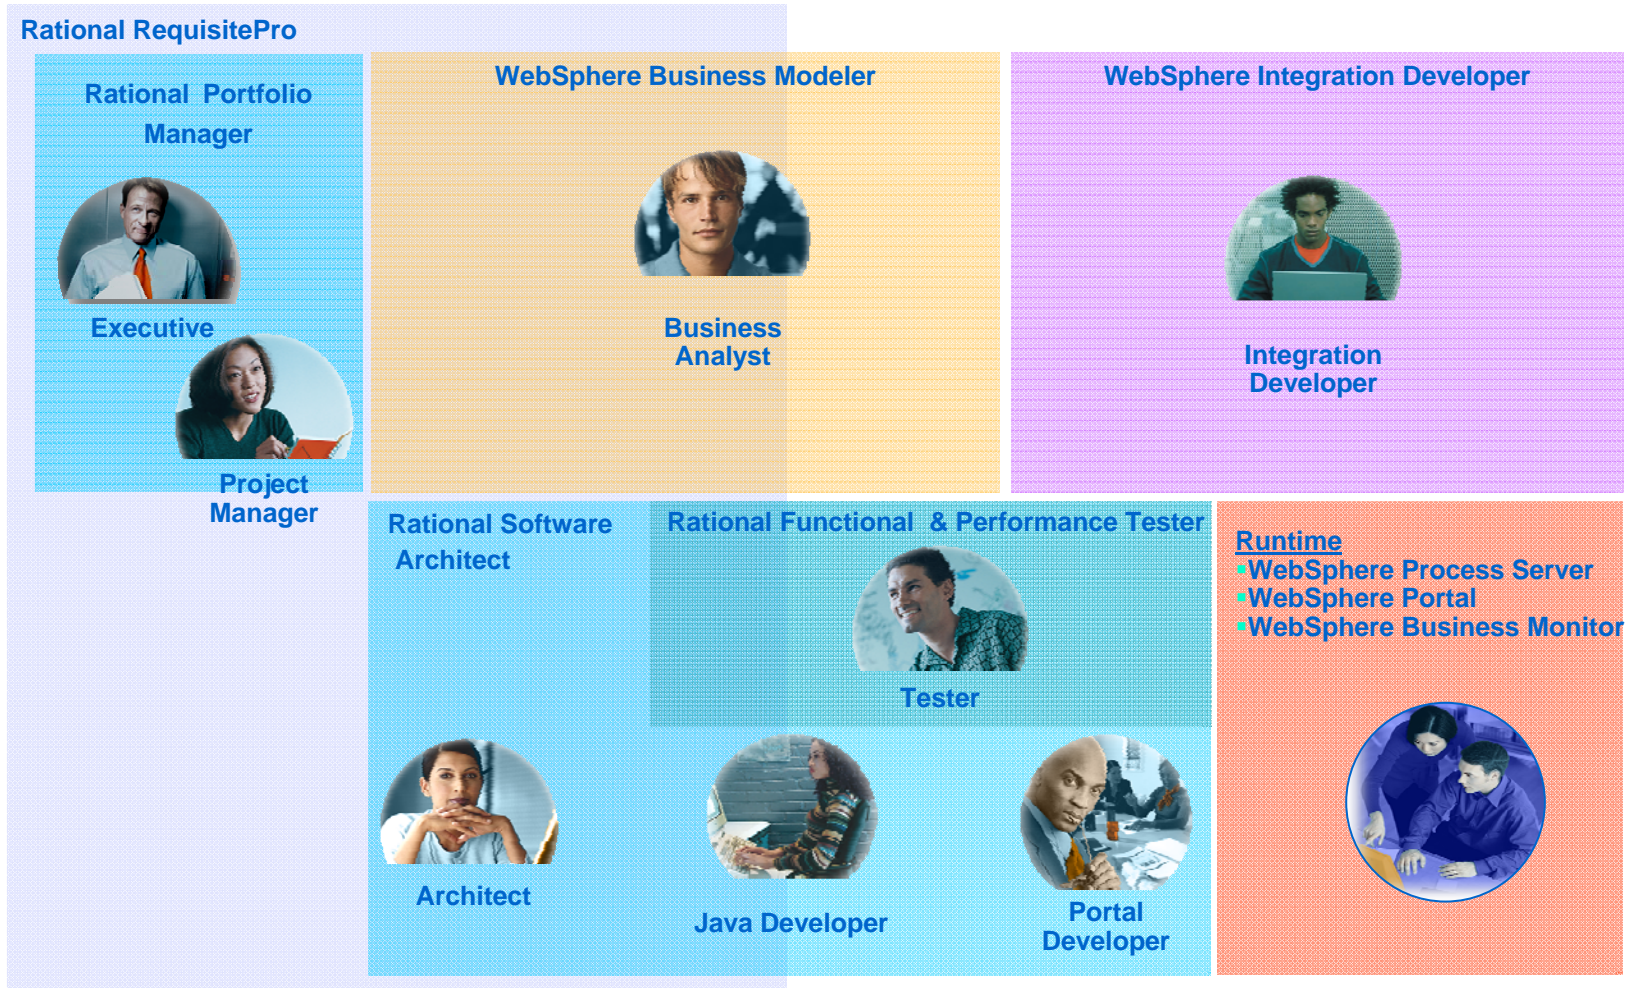 Rational RequisitePro
Rational Portfolio
Manager
Executive
Project
Manager
WebSphere Business Modeler
Business
Analyst
WebSphere Integration Developer
Integration
Developer
Rational Software
Architect
Architect
Rational Functional & Performance Tester
Tester
Java Developer
Portal
Developer
Runtime
▪WebSphere Process Server
▪WebSphere Portal
▪WebSphere Business Monitor